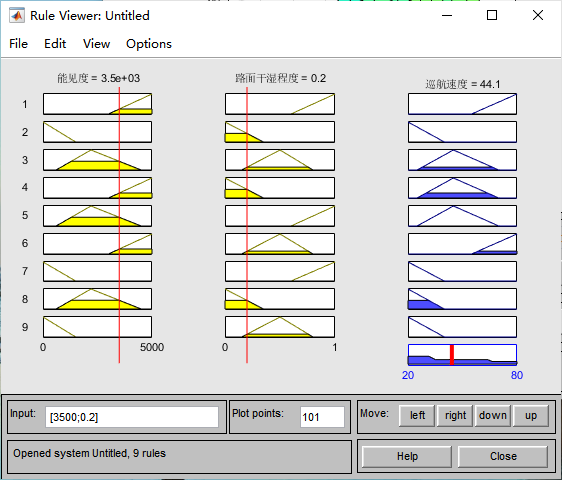 Rule Viewer: Untitled
File Edit View Options
能见度 = 3.5e+03 路面干湿程度 = 0.2 巡航速度 = 44.1
1
2
3
4
5
6
7
8
9
0 5000 0 1
20 80
Input: [3500;0.2] Plot points: 101 Move: left right down up
Opened system Untitled, 9 rules Help Close